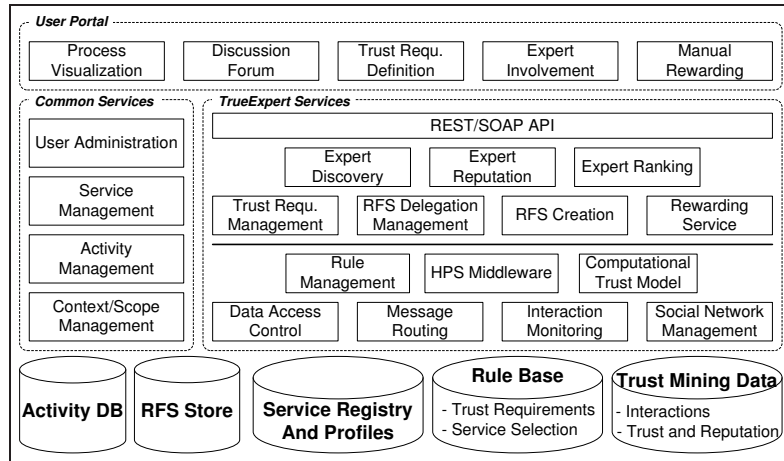 User Portal
Process
Visualization
Discussion
Forum
Trust Requ.
Definition
Expert
Involvement
Manual
Rewarding
Common Services
User Administration
Service
Management
Activity
Management
Context/Scope
Management
TrueExpert Services
REST/SOAP API
Expert
Discovery
Expert
Reputation
Expert Ranking
Trust Requ.
Management
RFS Delegation
Management
RFS Creation
Rewarding
Service
Rule
Management
HPS Middleware
Computational
Trust Model
Data Access
Control
Message
Routing
Interaction
Monitoring
Social Network
Management
Activity DB
RFS Store
Service Registry
And Profiles
Rule Base
- Trust Requirements
- Service Selection
Trust Mining Data
- Interactions
- Trust and Reputation